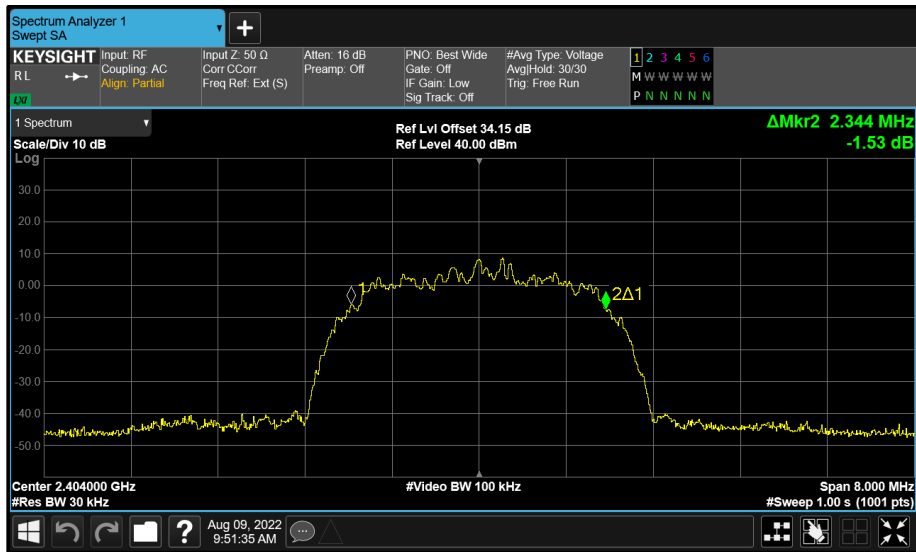 Spectrum Analyzer 1
Swept SA
+
KEYSIGHT
RL
LXI
Input: RF
Coupling: AC
Align: Partial
Input Z: 50 Ω
Corr CCorr
Freq Ref: Ext (S)
Atten: 16 dB
Preamp: Off
PNO: Best Wide
Gate: Off
IF Gain: Low
Sig Track: Off
#Avg Type: Voltage
Avg|Hold: 30/30
Trig: Free Run
1 2 3 4 5 6
M W W W W W
P N N N N N
1 Spectrum
Scale/Div 10 dB
Ref Lvl Offset 34.15 dB
Ref Level 40.00 dBm
ΔMkr2 2.344 MHz
-1.53 dB
Log
30.0
20.0
10.0
0.00
-10.0
-20.0
-30.0
-40.0
-50.0
1
2Δ1
Center 2.404000 GHz
#Res BW 30 kHz
#Video BW 100 kHz
Span 8.000 MHz
#Sweep 1.00 s (1001 pts)
?
Aug 09, 2022
9:51:35 AM